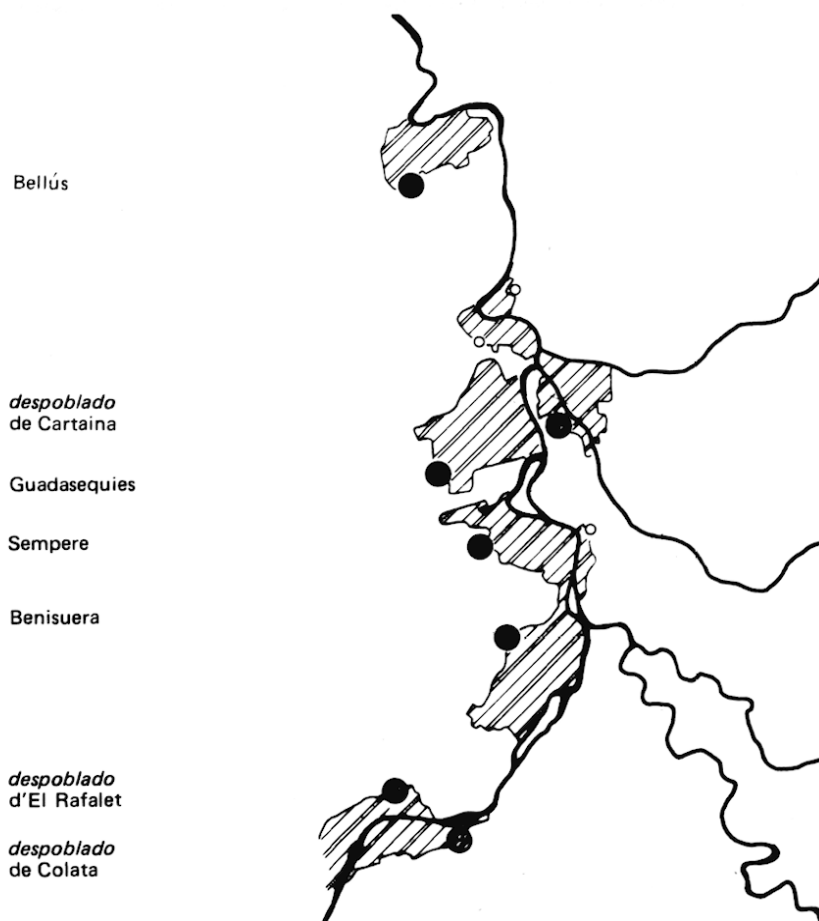 Bellús
despoblado
de Cartaina
Guadasequies
Sempere
Benisuera
despoblado
d'El Rafalet
despoblado
de Colata